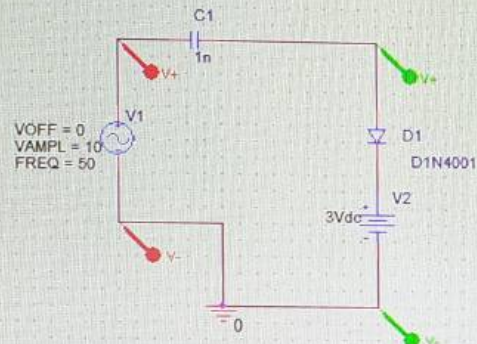 C1
1n
V+
V+
V1
VOFF = 0
VAMPL = 10
FREQ = 50
D1
D1N4001
V2
+
3Vdc
-
V-
0